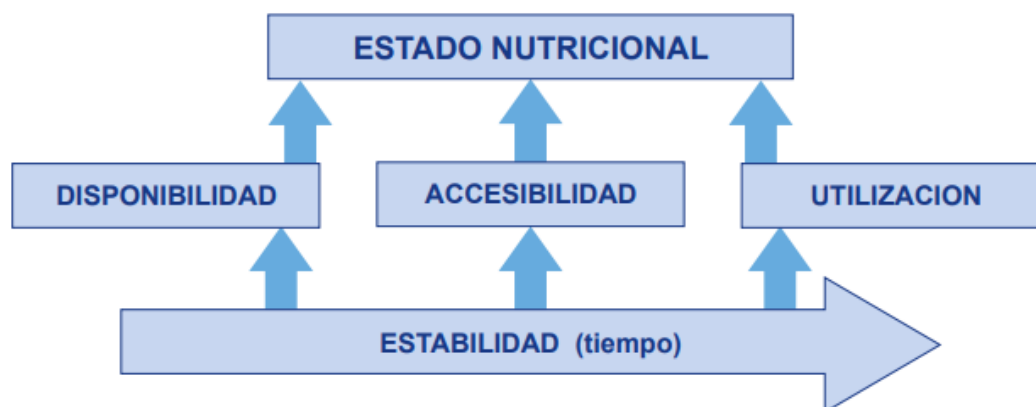 ESTADO NUTRICIONAL
DISPONIBILIDAD
ACCESIBILIDAD
UTILIZACION
ESTABILIDAD (tiempo)